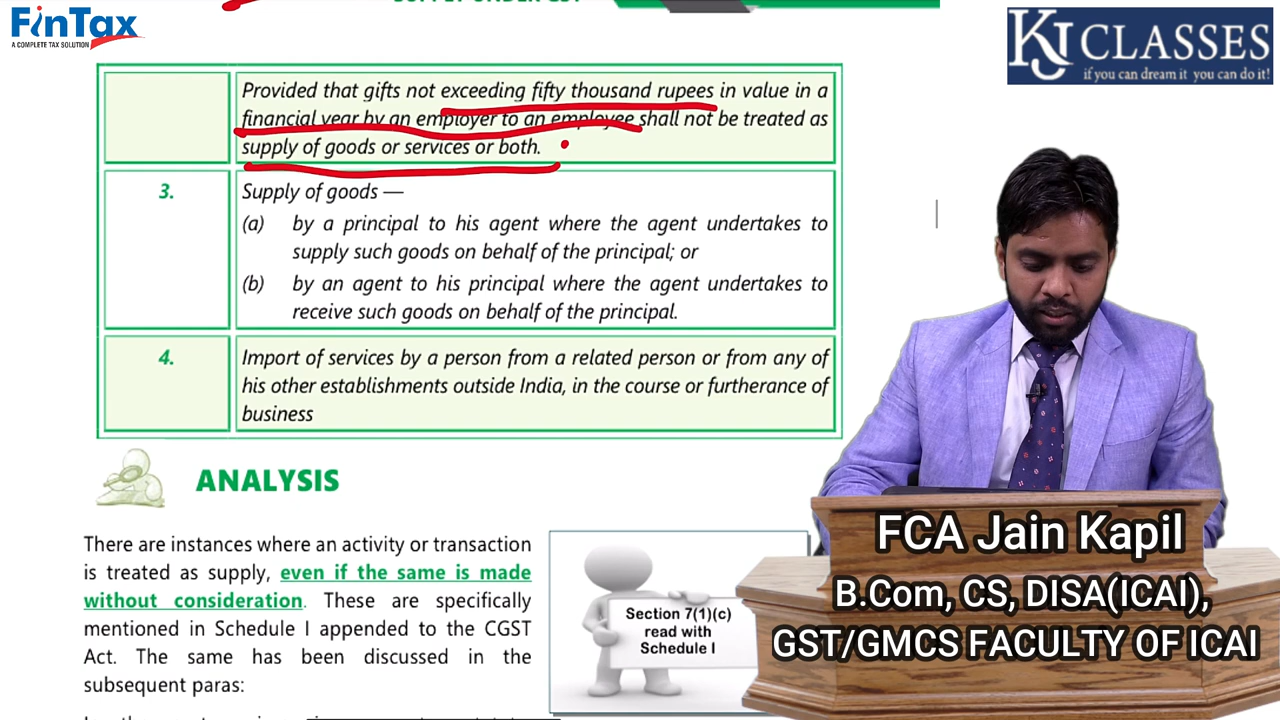 SUPPLY UNDER GST
FinTax
A COMPLETE TAX SOLUTION
KJ CLASSES
if you can dream it you can do it!
Provided that gifts not exceeding fifty thousand rupees in value in a
financial year by an employer to an employee shall not be treated as
supply of goods or services or both.
3.
Supply of goods —
(a) by a principal to his agent where the agent undertakes to
supply such goods on behalf of the principal; or
(b) by an agent to his principal where the agent undertakes to
receive such goods on behalf of the principal.
4.
Import of services by a person from a related person or from any of
his other establishments outside India, in the course or furtherance of
business
ANALYSIS
There are instances where an activity or transaction
is treated as supply, even if the same is made
without consideration. These are specifically
mentioned in Schedule I appended to the CGST
Act. The same has been discussed in the
subsequent paras:
Section 7(1)(c)
read with
Schedule I
FCA Jain Kapil
B.Com, CS, DISA(ICAI),
GST/GMCS FACULTY OF ICAI